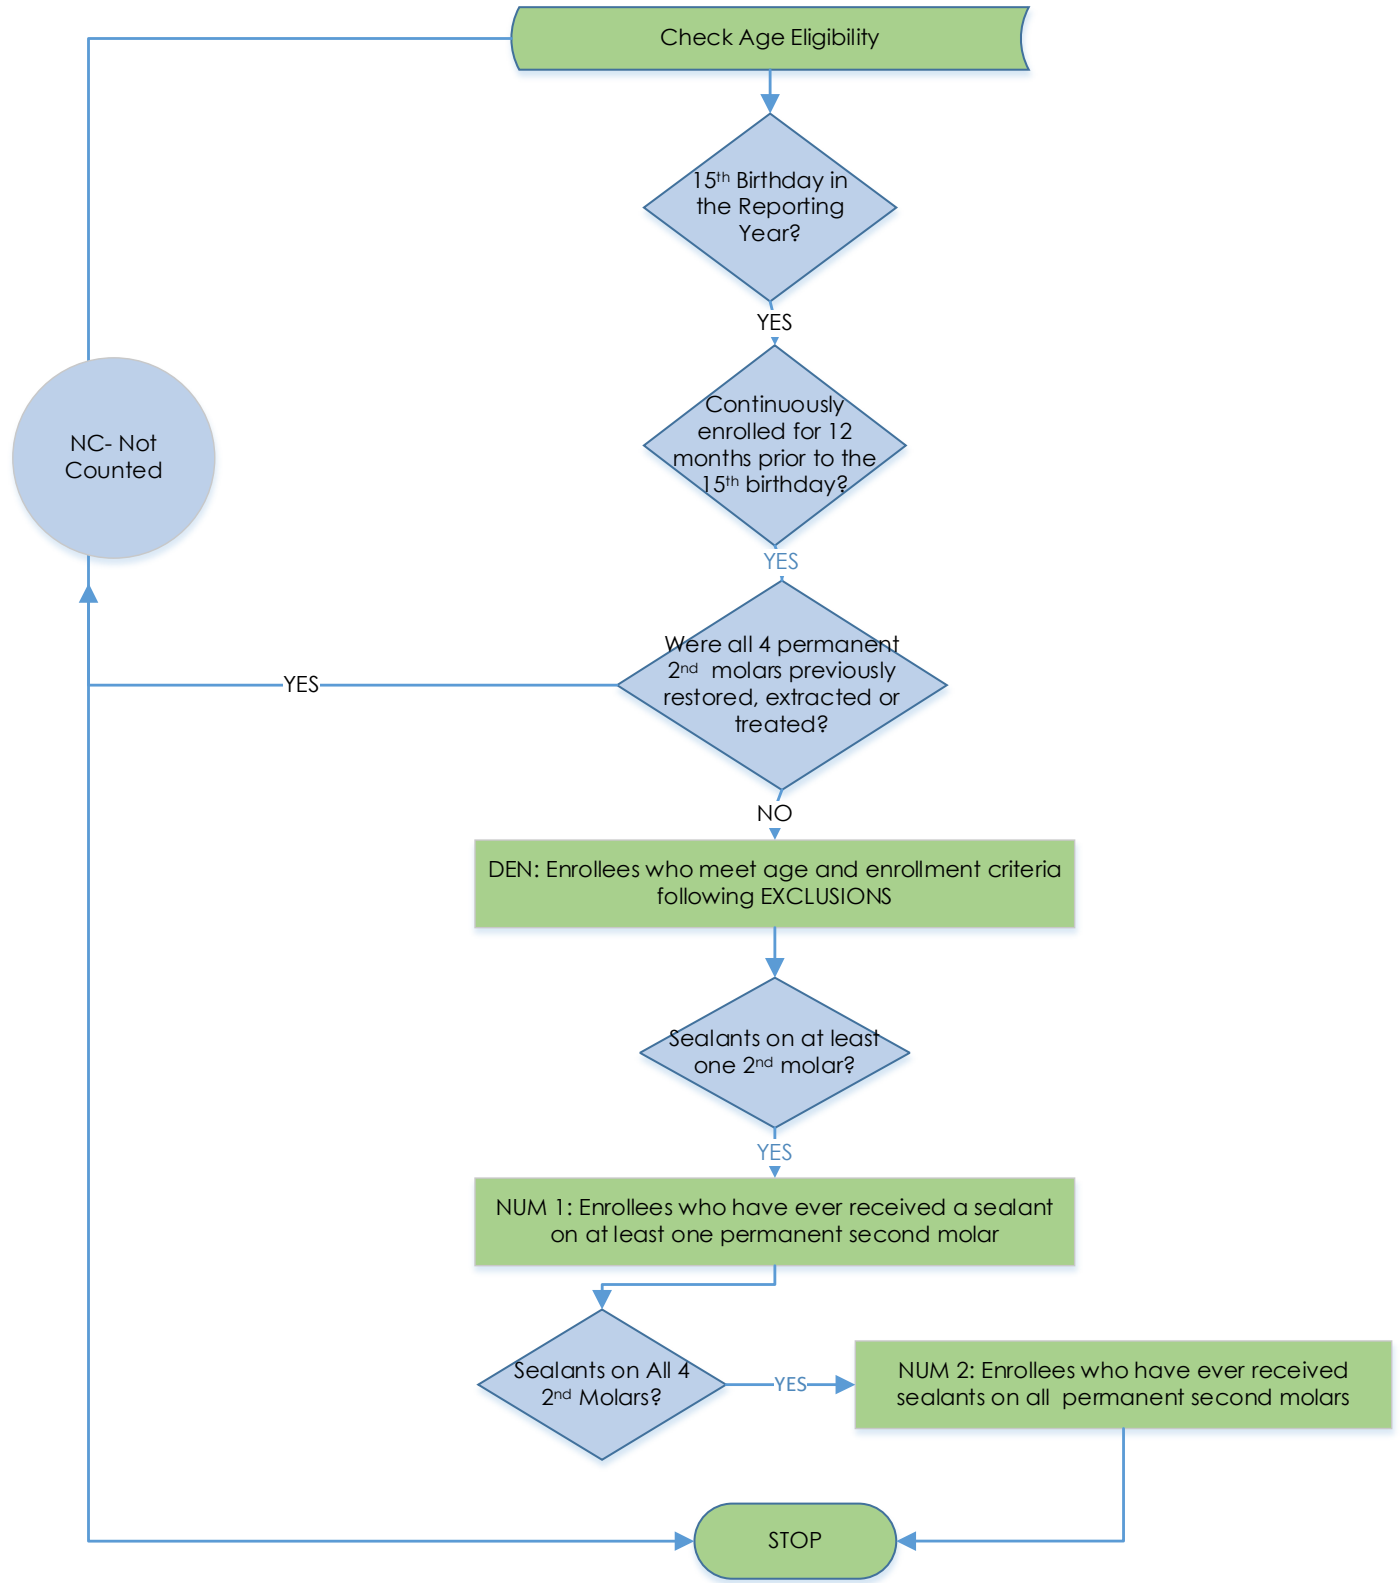 Check Age Eligibility
15th Birthday in
the Reporting
Year?
YES
Continuously
enrolled for 12
months prior to the
15th birthday?
NC- Not
Counted
YES
Were all 4 permanent
2nd  molars previously
restored, extracted or
treated?
YES
NO
DEN: Enrollees who meet age and enrollment criteria
following EXCLUSIONS
Sealants on at least
one 2nd molar?
YES
NUM 1: Enrollees who have ever received a sealant
on at least one permanent second molar
Sealants on All 4
2nd Molars?
YES
NUM 2: Enrollees who have ever received
sealants on all  permanent second molars
STOP